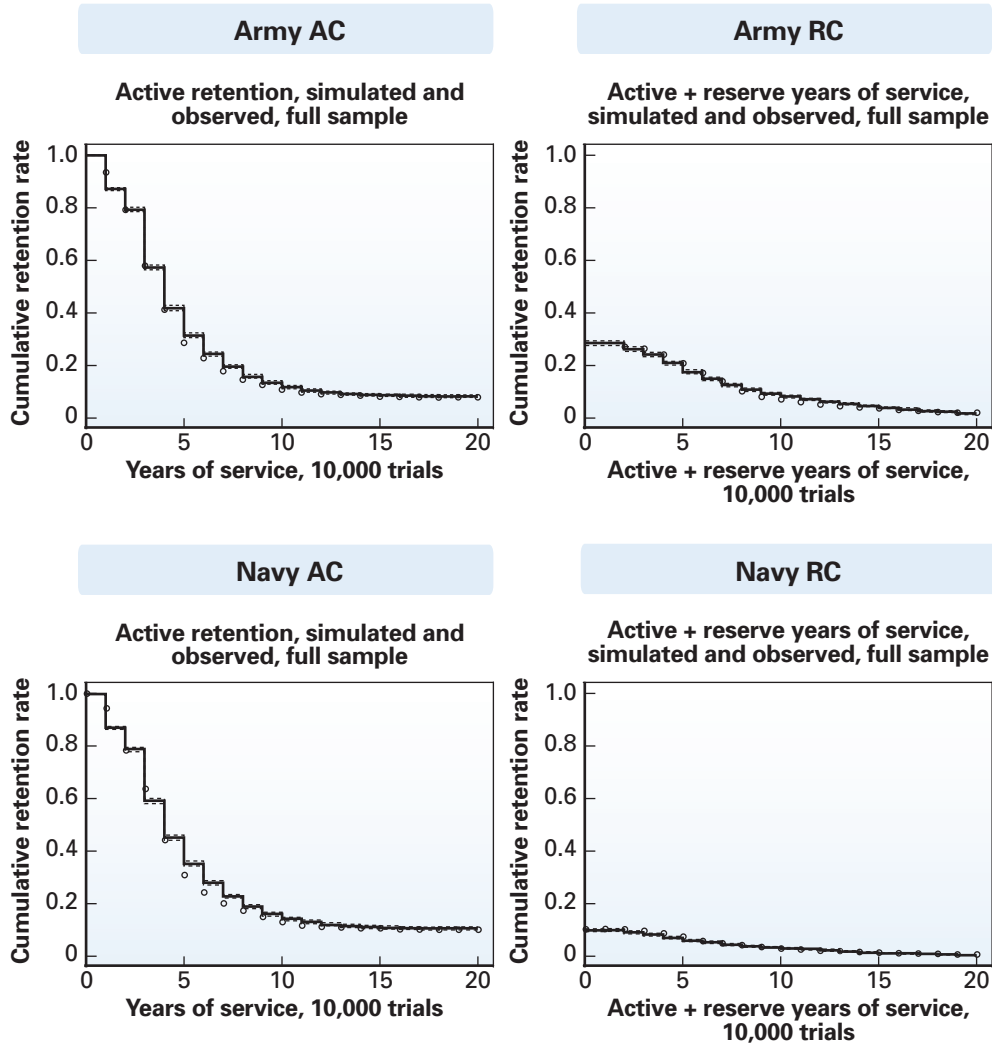 Army AC
Active retention, simulated and
observed, full sample
Cumulative retention rate
1.0
0.8
0.6
0.4
0.2
0
0 5 10 15 20
Years of service, 10,000 trials
Army RC
Active + reserve years of service,
simulated and observed, full sample
Cumulative retention rate
1.0
0.8
0.6
0.4
0.2
0
0 5 10 15 20
Active + reserve years of service,
10,000 trials
Navy AC
Active retention, simulated and
observed, full sample
Cumulative retention rate
1.0
0.8
0.6
0.4
0.2
0
0 5 10 15 20
Years of service, 10,000 trials
Navy RC
Active + reserve years of service,
simulated and observed, full sample
Cumulative retention rate
1.0
0.8
0.6
0.4
0.2
0
0 5 10 15 20
Active + reserve years of service,
10,000 trials